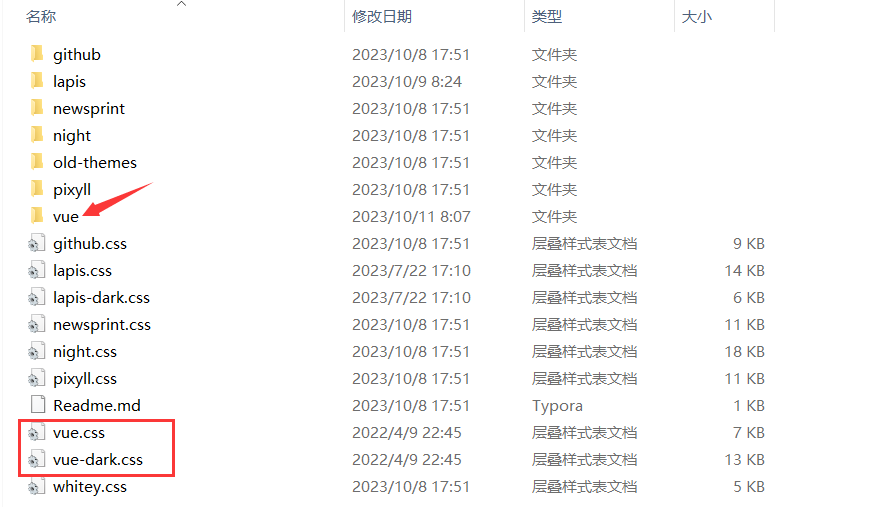 名称 修改日期 类型 大小
github 2023/10/8 17:51 文件夹
lapis 2023/10/9 8:24 文件夹
newsprint 2023/10/8 17:51 文件夹
night 2023/10/8 17:51 文件夹
old-themes 2023/10/8 17:51 文件夹
pixyll 2023/10/8 17:51 文件夹
vue 2023/10/11 8:07 文件夹
github.css 2023/10/8 17:51 层叠样式表文档 9 KB
lapis.css 2023/7/22 17:10 层叠样式表文档 14 KB
lapis-dark.css 2023/7/22 17:10 层叠样式表文档 6 KB
newsprint.css 2023/10/8 17:51 层叠样式表文档 11 KB
night.css 2023/10/8 17:51 层叠样式表文档 18 KB
pixyll.css 2023/10/8 17:51 层叠样式表文档 11 KB
Readme.md 2023/10/8 17:51 Typora 1 KB
vue.css 2022/4/9 22:45 层叠样式表文档 7 KB
vue-dark.css 2022/4/9 22:45 层叠样式表文档 13 KB
whitey.css 2023/10/8 17:51 层叠样式表文档 5 KB